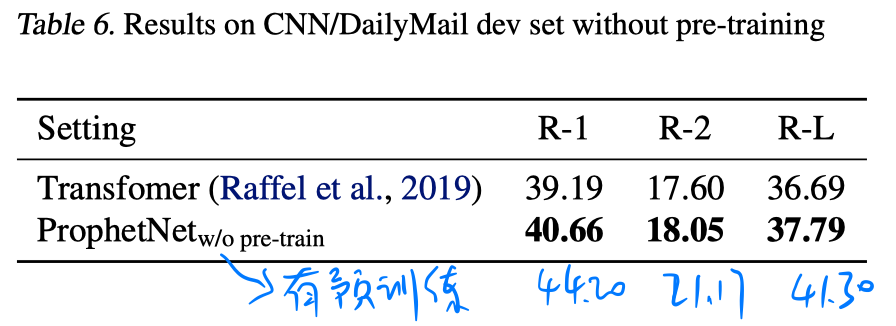 Table 6. Results on CNN/DailyMail dev set without pre-training
Setting R-1 R-2 R-L
Transfomer (Raffel et al., 2019) 39.19 17.60 36.69
ProphetNetw/o pre-train 40.66 18.05 37.79
有预训练 44.20 21.17 41.30